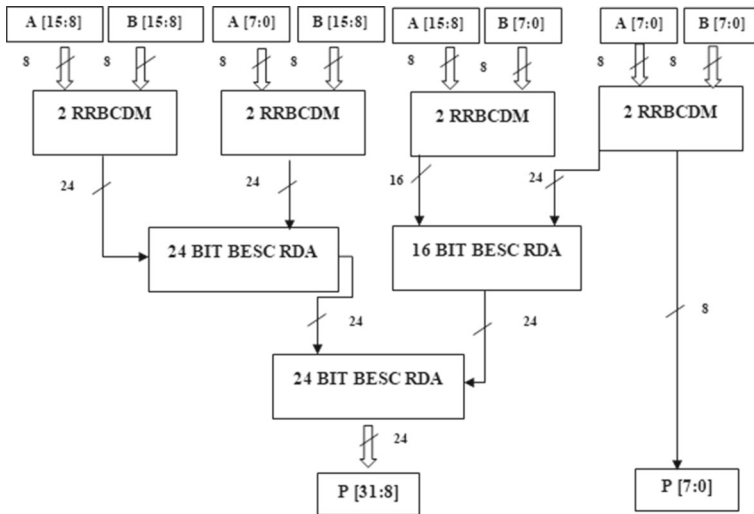 A [15:8] B [15:8] A [7:0] B [15:8] A [15:8] B [7:0] A [7:0] B [7:0]
8 8 8 8 8 8 8 8
2 RRBCDM 2 RRBCDM 2 RRBCDM 2 RRBCDM
24 24 16 24
24 BIT BESC RDA 16 BIT BESC RDA
24 24 8
24 BIT BESC RDA
24
P [31:8] P [7:0]